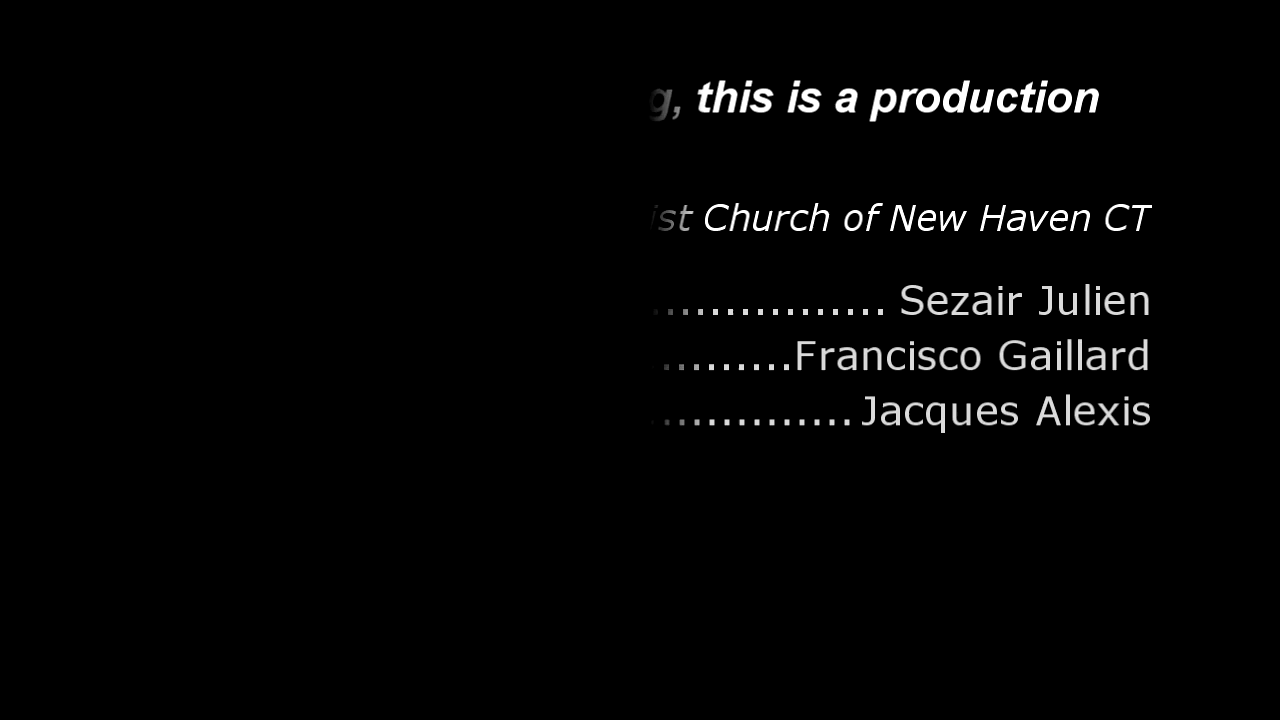 g, this is a production
ist Church of New Haven CT
................ Sezair Julien
.........Francisco Gaillard
..............Jacques Alexis